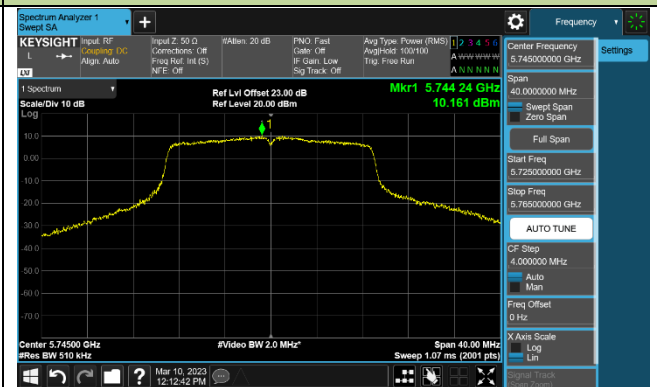 Spectrum Analyzer 1
Swept SA
Frequency
KEYSIGHT
L
Input: RF
Coupling: DC
Align: Auto
Input Z: 50 Ω
Corrections: Off
Freq Ref: Int (S)
NFE: Off
#Atten: 20 dB
PNO: Fast
Gate: Off
IF Gain: Low
Sig Track: Off
Avg Type: Power (RMS)
Avg|Hold: 100/100
Trig: Free Run
1 2 3 4 5 6
A W W W W W
A N N N N N
LXI
1 Spectrum
Scale/Div 10 dB
Log
Ref Lvl Offset 23.00 dB
Ref Level 20.00 dBm
Mkr1 5.744 24 GHz
10.161 dBm
1
10.0
0.00
-10.0
-20.0
-30.0
-40.0
-50.0
-60.0
-70.0
Center 5.74500 GHz
#Res BW 510 kHz
#Video BW 2.0 MHz*
Span 40.00 MHz
Sweep 1.07 ms (2001 pts)
Mar 10, 2023
12:12:42 PM
Center Frequency
5.745000000 GHz
Span
40.0000000 MHz
Swept Span
Zero Span
Full Span
Start Freq
5.725000000 GHz
Stop Freq
5.765000000 GHz
AUTO TUNE
CF Step
4.000000 MHz
Auto
Man
Freq Offset
0 Hz
X Axis Scale
Log
Lin
Signal Track
(Span Zoom)
Settings